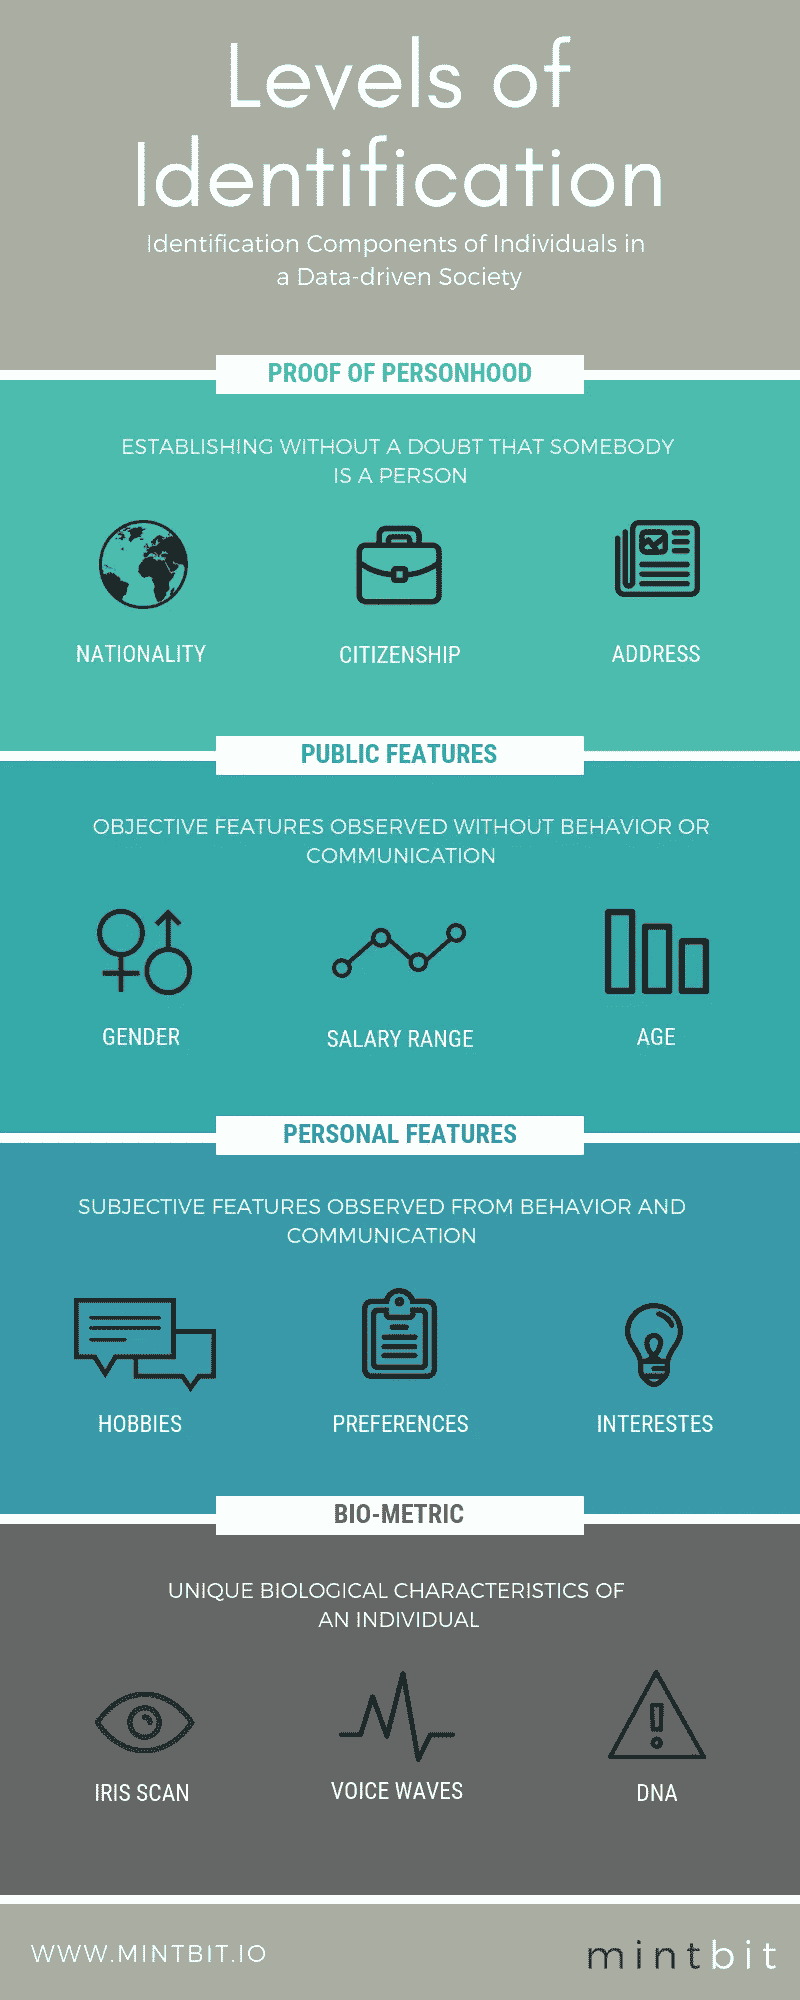 Levels of
Identification
Identification Components of Individuals in
a Data-driven Society
PROOF OF PERSONHOOD
ESTABLISHING WITHOUT A DOUBT THAT SOMEBODY
IS A PERSON
NATIONALITY
CITIZENSHIP
ADDRESS
PUBLIC FEATURES
OBJECTIVE FEATURES OBSERVED WITHOUT BEHAVIOR OR
COMMUNICATION
GENDER
SALARY RANGE
AGE
PERSONAL FEATURES
SUBJECTIVE FEATURES OBSERVED FROM BEHAVIOR AND
COMMUNICATION
HOBBIES
PREFERENCES
INTERESTES
BIO-METRIC
UNIQUE BIOLOGICAL CHARACTERISTICS OF
AN INDIVIDUAL
IRIS SCAN
VOICE WAVES
DNA
WWW.MINTBIT.IO
mintbit